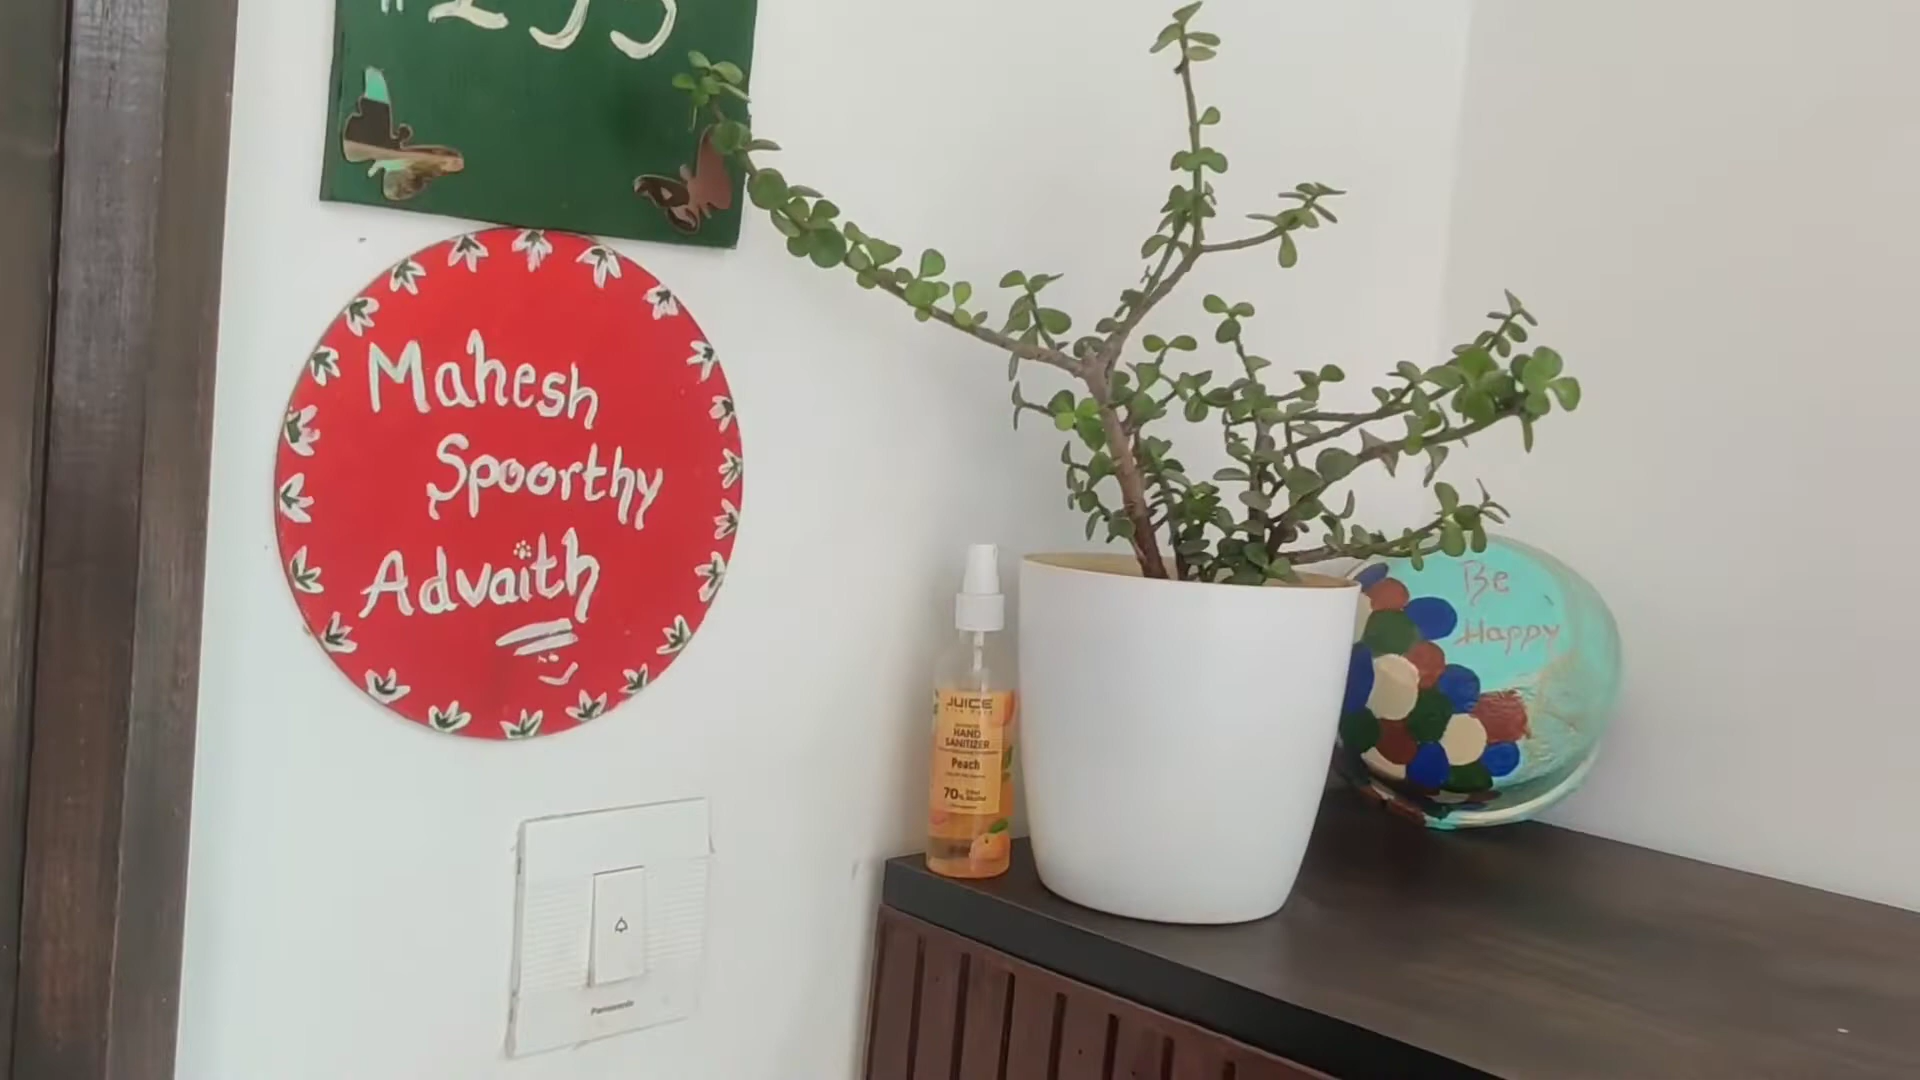 Mahesh
Spoorthy
Advaith
JUICE
HAND
SANITIZER
Peach
70%
Be
Happy